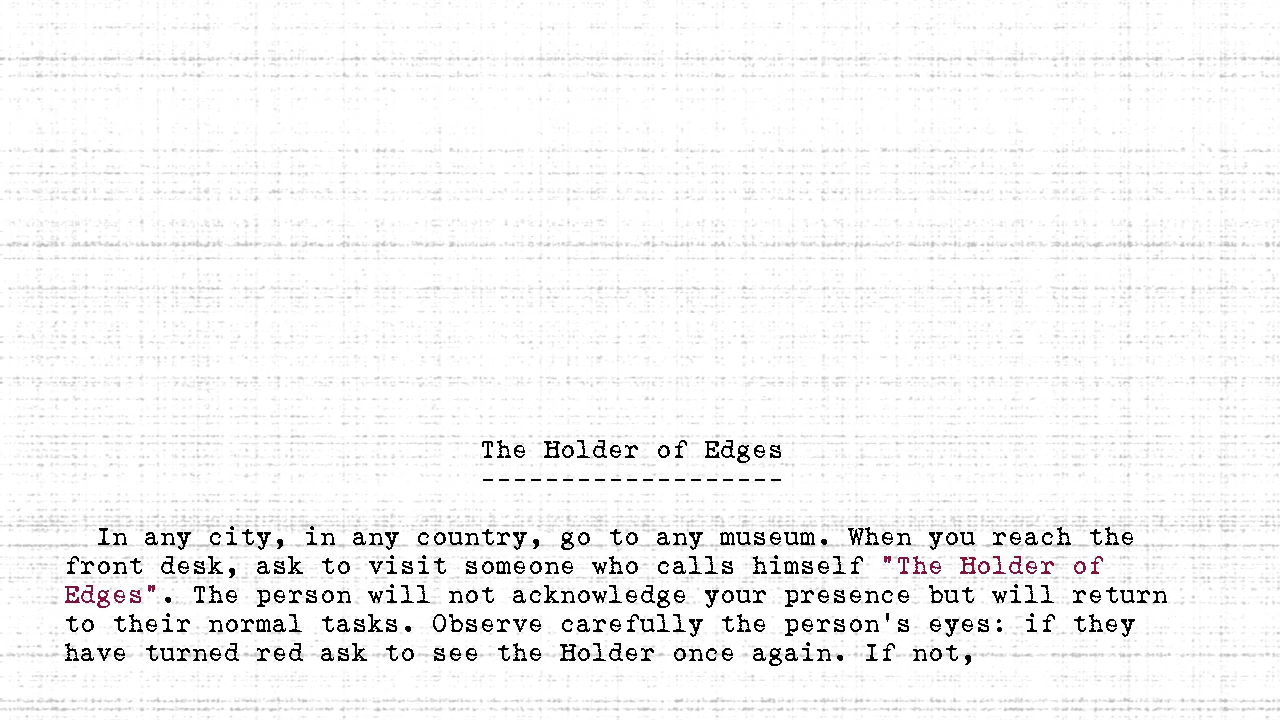 The Holder of Edges
-------------------
In any city, in any country, go to any museum. When you reach the
front desk, ask to visit someone who calls himself "The Holder of
Edges". The person will not acknowledge your presence but will return
to their normal tasks. Observe carefully the person's eyes: if they
have turned red ask to see the Holder once again. If not,